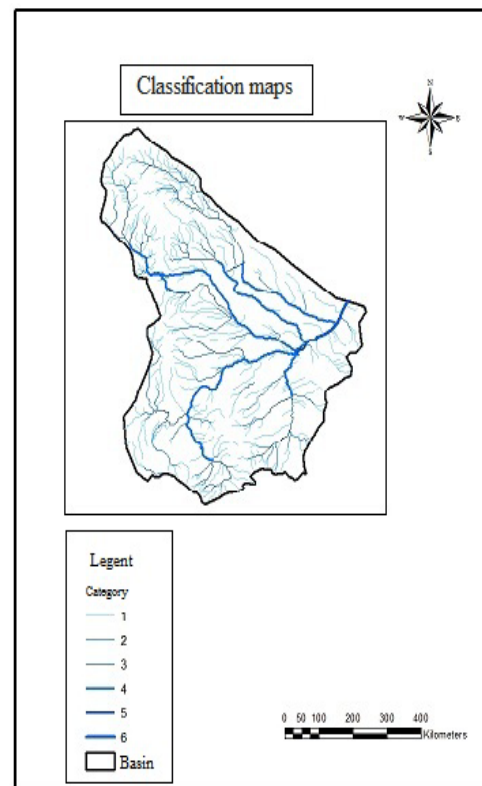 Classification maps
N
W E
S
Legent
Category
1
2
3
4
5
6
Basin
0 50 100 200 300 400
Kilometers